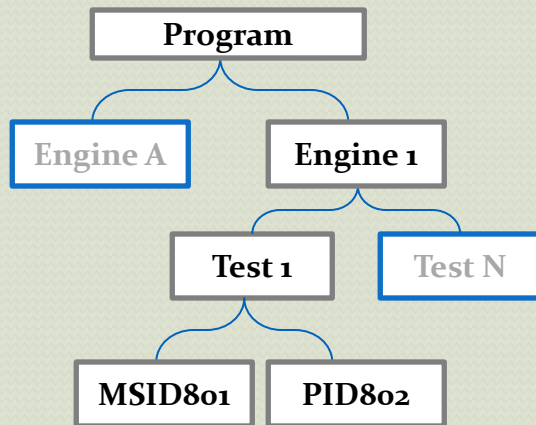 Program
Engine A
Engine 1
Test 1
Test N
MSID801
PID802